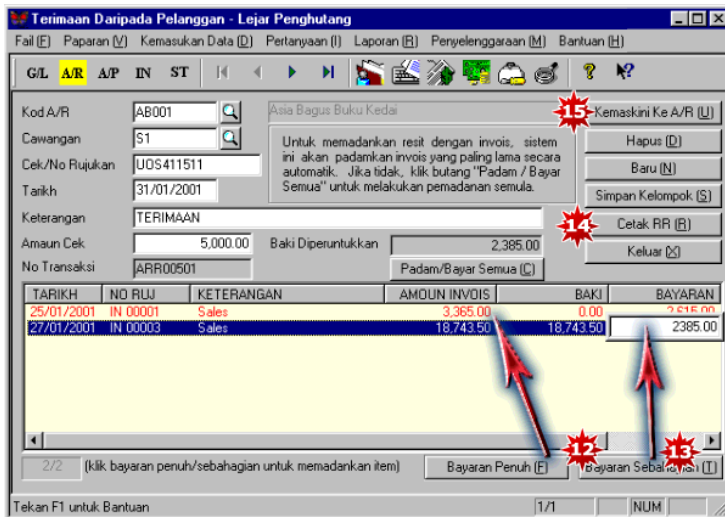 Terimaan Daripada Pelanggan - Lejar Penghutang
Fail(F) Paparan (V) Kemasukan Data (D) Pertanyaan (I) Laporan (R) Penyelenggaraan (M) Bantuan (H)
G/L A/R A/P IN ST
Kod A/R AB001 Asia Bagus Buku Kedai 15 Kemaskini Ke A/R (U)
Cawangan S1
Cek/No Rujukan UOS411511
Tarikh 31/01/2001
Untuk memadankan resit dengan invois, sistem
ini akan padamkan invois yang paling lama secara
automatik. Jika tidak, klik butang "Padam / Bayar
Semua" untuk melakukan pemadanan semula.
Hapus (D)
Baru (N)
Simpan Kelompok (S)
Keterangan TERIMAAN 14 Cetak RR (R)
Amaun Cek 5,000.00 Baki Diperuntukkan 2,385.00 Keluar (X)
No Transaksi ARR00501 Padam/Bayar Semua (C)
TARIKH NO RUJ KETERANGAN AMOUN INVOIS BAKI BAYARAN
25/01/2001 IN 00001 Sales 3,365.00 0.00 2,615.00
27/01/2001 IN 00003 Sales 18,743.50 18,743.50 2385.00
12 13
2/2 (klik bayaran penuh/sebahagian untuk memadankan item) Bayaran Penuh (F) Bayaran Sebahagian (T)
Tekan F1 untuk Bantuan 1/1 NUM